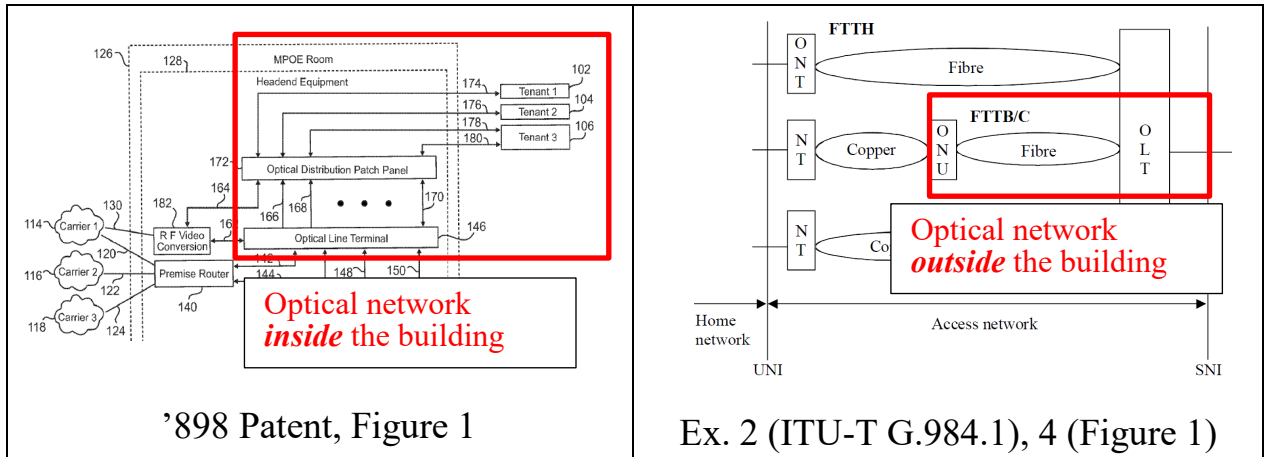 126
128
MPOE Room
Headend Equipment
174
176
178
180
102
Tenant 1
104
Tenant 2
106
Tenant 3
172
Optical Distribution Patch Panel
164
166
168
170
182
130
114
Carrier 1
R F Video
Conversion
16
Optical Line Terminal
146
120
116
Carrier 2
122
Premise Router
140
142
144
148
150
118
Carrier 3
124
Optical network
inside the building
’898 Patent, Figure 1
FTTH
O
N
T
Fibre
FTTB/C
N
T
Copper
O
N
U
Fibre
O
L
T
N
T
Co
Optical network
outside the building
Home
network
Access network
UNI
SNI
Ex. 2 (ITU-T G.984.1), 4 (Figure 1)